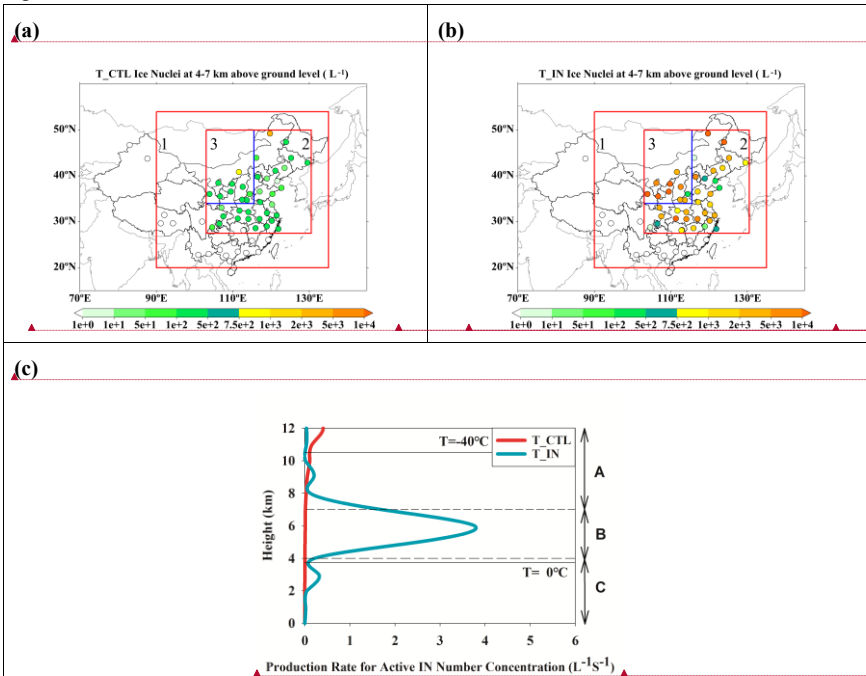 (a)
T_CTL Ice Nuclei at 4-7 km above ground level ( L⁻¹)
50°N
40°N
30°N
20°N
1
3
2
70°E 90°E 110°E 130°E
1e+0 1e+1 5e+1 1e+2 5e+2 7.5e+2 1e+3 2e+3 5e+3 1e+4
(b)
T_IN Ice Nuclei at 4-7 km above ground level ( L⁻¹)
50°N
40°N
30°N
20°N
1
3
2
70°E 90°E 110°E 130°E
1e+0 1e+1 5e+1 1e+2 5e+2 7.5e+2 1e+3 2e+3 5e+3 1e+4
(c)
12
10
8
6
4
2
0
Height (km)
T=-40°C
T_CTL
T_IN
T= 0°C
A
B
C
0 1 2 3 4 5 6
Production Rate for Active IN Number Concentration (L⁻¹S⁻¹)